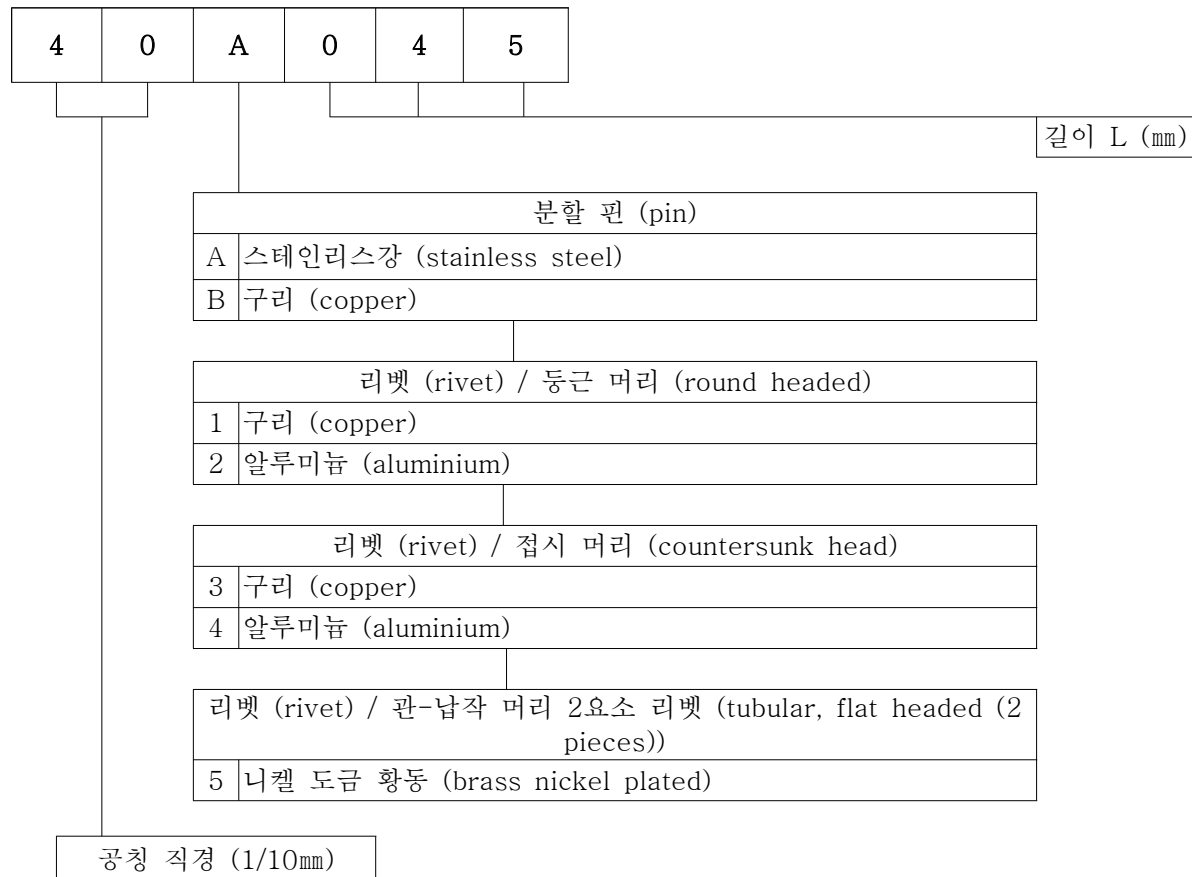 4 0 A 0 4 5
길이 L (㎜)
분할 핀 (pin)
A 스테인리스강 (stainless steel)
B 구리 (copper)
리벳 (rivet) / 둥근 머리 (round headed)
1 구리 (copper)
2 알루미늄 (aluminium)
리벳 (rivet) / 접시 머리 (countersunk head)
3 구리 (copper)
4 알루미늄 (aluminium)
리벳 (rivet) / 관-납작 머리 2요소 리벳 (tubular, flat headed (2
pieces))
5 니켈 도금 황동 (brass nickel plated)
공칭 직경 (1/10㎜)